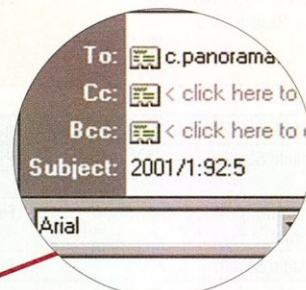 To: c.panorama
Cc: < click here to
Bcc: < click here to
Subject: 2001/1:92:5
Arial